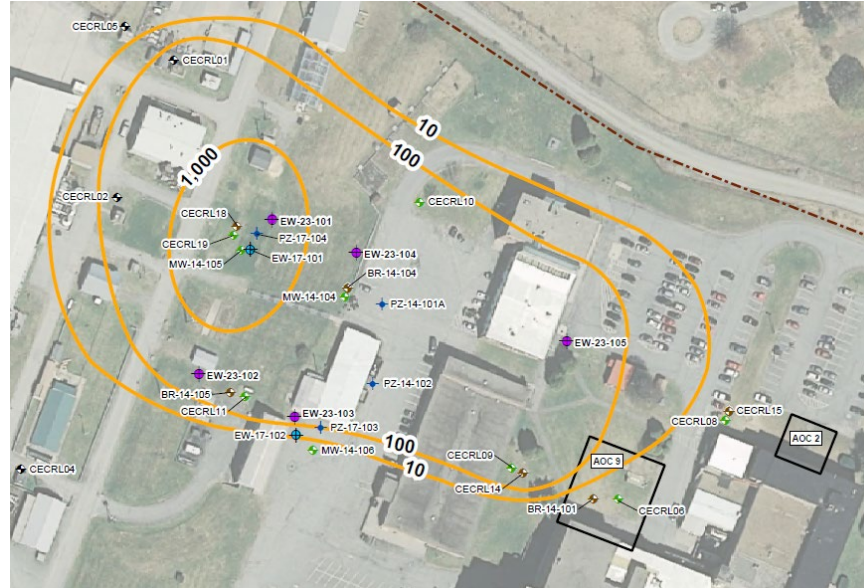 CECRL05
CECRL01
10
100
1,000
CECRL02
CECRL10
CECRL18
EW-23-101
PZ-17-104
CECRL19
EW-17-101
MW-14-105
EW-23-104
BR-14-104
MW-14-104
PZ-14-101A
EW-23-105
EW-23-102
PZ-14-102
BR-14-105
CECRL11
EW-23-103
PZ-17-103
EW-17-102
MW-14-106
100
10
CECRL15
CECRL08
AOC 2
CECRL04
CECRL09
AOC 9
CECRL14
BR-14-101
CECRL06